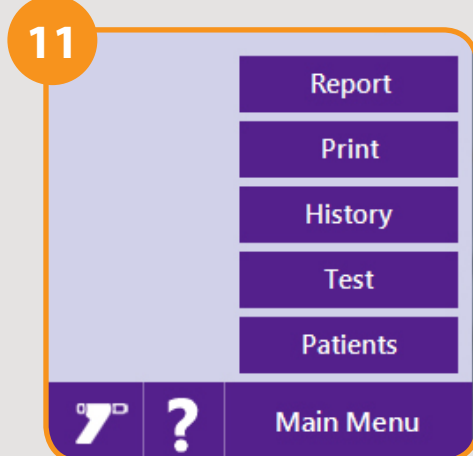 11
Report
Print
History
Test
Patients
? Main Menu